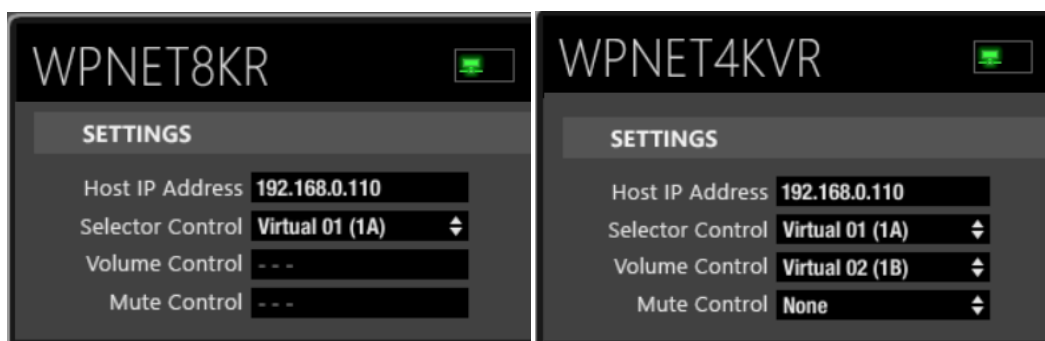 WPNET8KR
SETTINGS
Host IP Address 192.168.0.110
Selector Control Virtual 01 (1A)
Volume Control - - -
Mute Control - - -
WPNET4KVR
SETTINGS
Host IP Address 192.168.0.110
Selector Control Virtual 01 (1A)
Volume Control Virtual 02 (1B)
Mute Control None